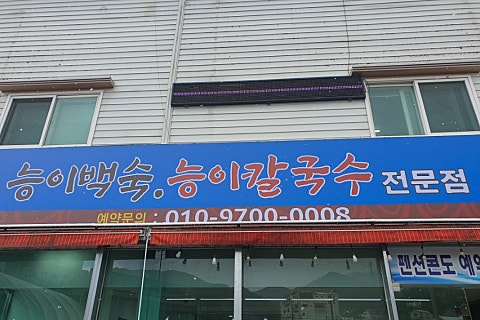 능이백숙.능이칼국수 전문점
예약문의 : 010-9700-0008
펜션콘도 예약